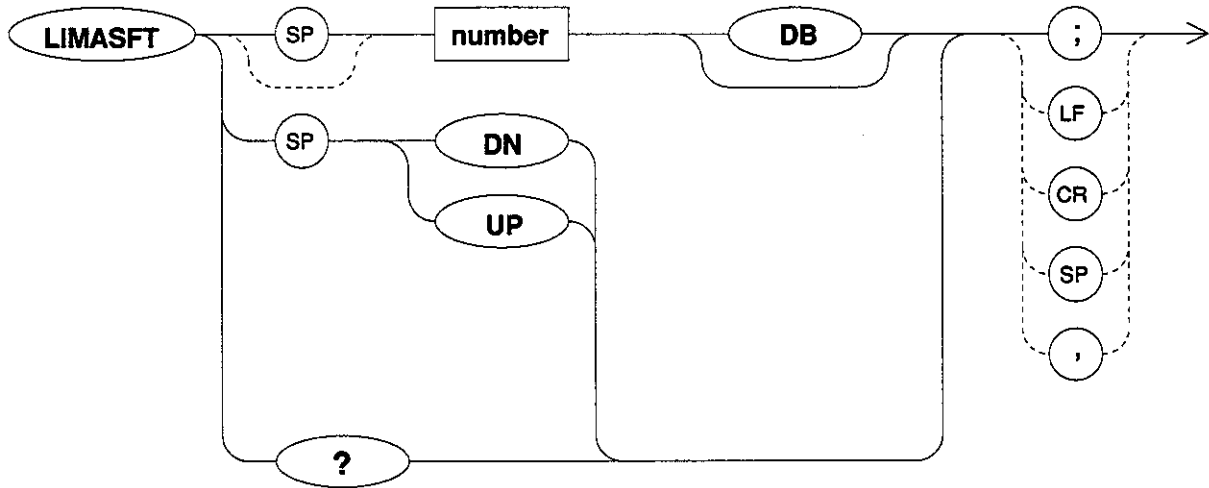 LIMASFT SP number DB ;
LF
SP DN
CR
UP
SP
,
?